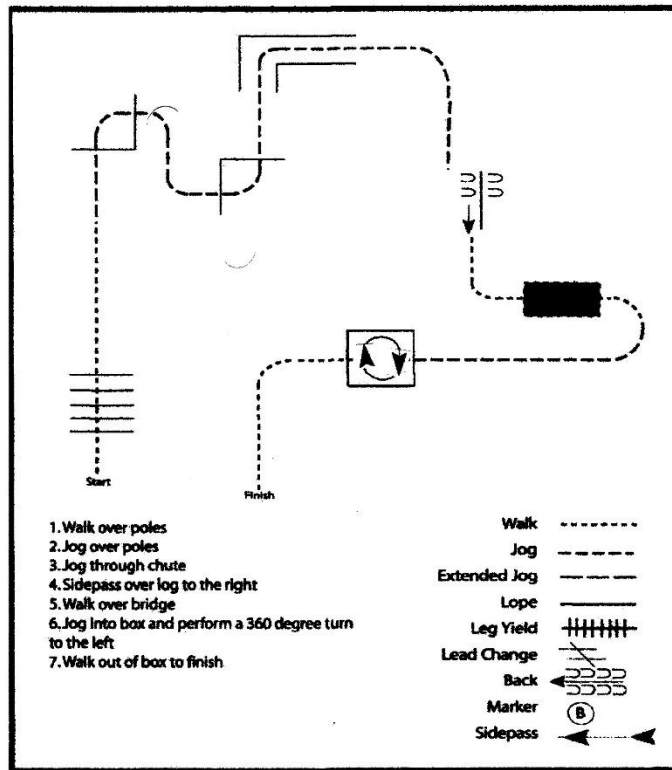 Start
Finish
1. Walk over poles
2. Jog over poles
3. Jog through chute
4. Sidepass over log to the right
5. Walk over bridge
6. Jog into box and perform a 360 degree turn
to the left
7. Walk out of box to finish
Walk
Jog
Extended Jog
Lope
Leg Yield
Lead Change
Back
Marker
B
Sidepass